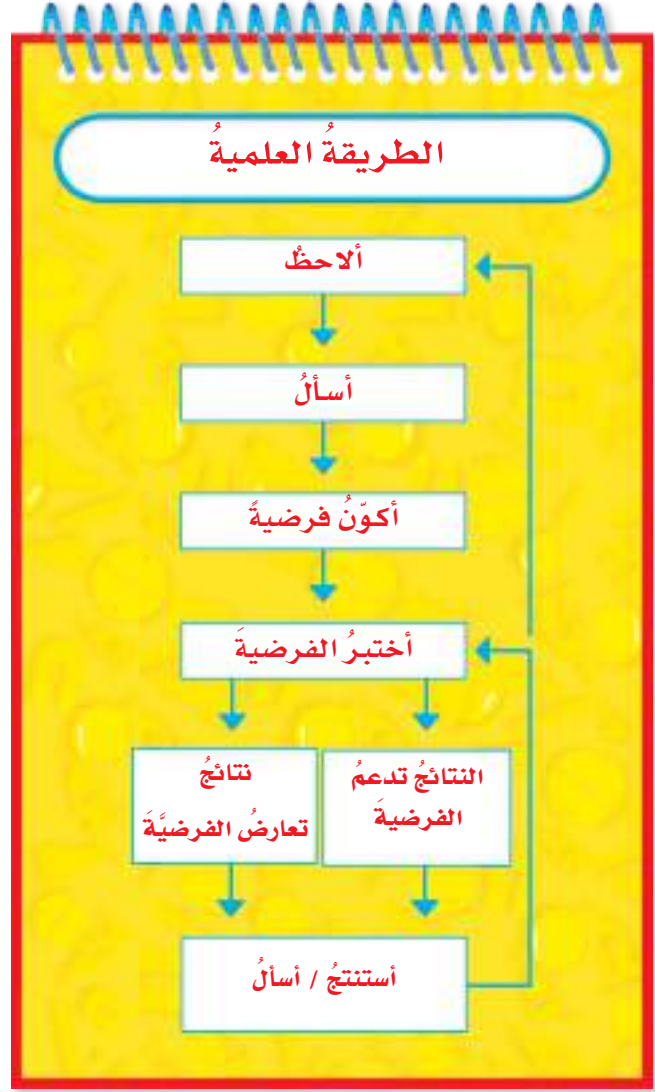 الطريقةُ العلميةُ
ألاحظُ
أسألُ
أكوّنُ فرضيةً
أختبرُ الفرضيةَ
النتائجُ تدعمُ
الفرضيةَ
نتائجُ
تعارضُ الفرضيَّةَ
أستنتجُ / أسألُ